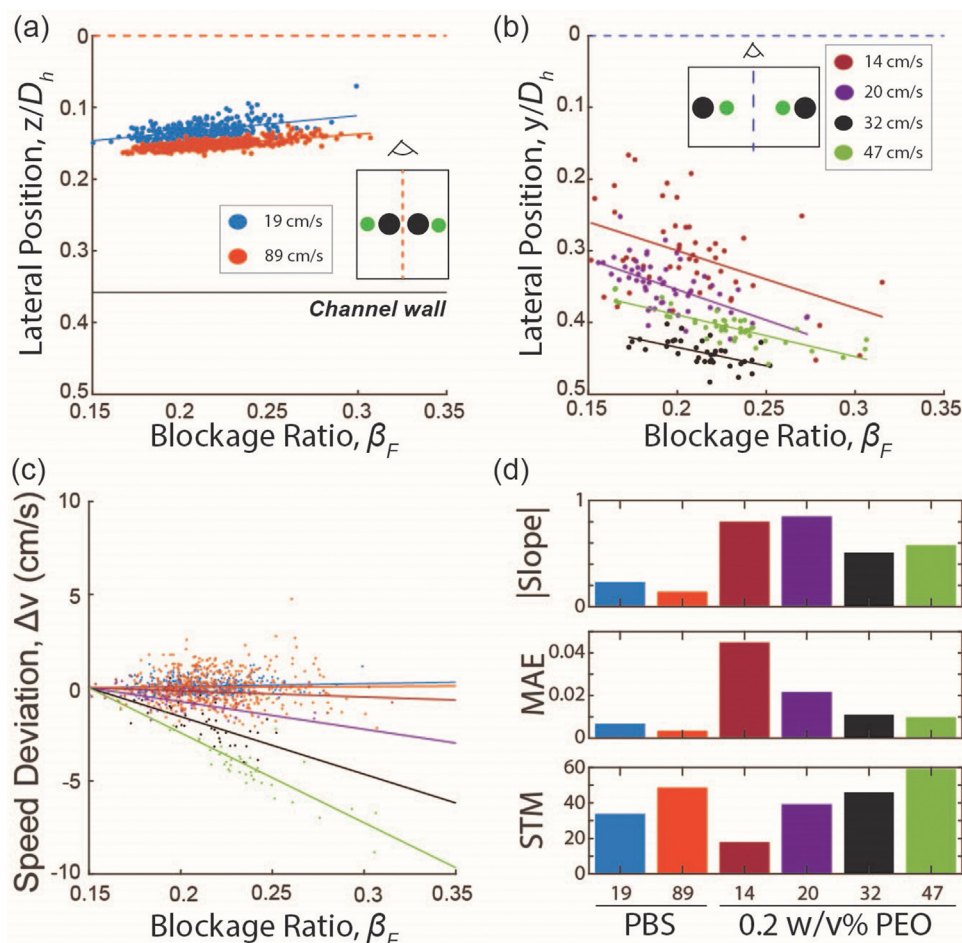 (a)
Lateral Position, z/D_h
0
0.1
0.2
0.3
0.4
0.5
19 cm/s
89 cm/s
Channel wall
0.15
0.2
0.25
0.3
0.35
Blockage Ratio, β_F
(b)
Lateral Position, y/D_h
0
0.1
0.2
0.3
0.4
0.5
14 cm/s
20 cm/s
32 cm/s
47 cm/s
0.15
0.2
0.25
0.3
0.35
Blockage Ratio, β_F
(c)
Speed Deviation, Δv (cm/s)
10
5
0
-5
-10
0.15
0.2
0.25
0.3
0.35
Blockage Ratio, β_F
(d)
|Slope|
1
0
MAE
0.04
0.02
0
STM
60
40
20
0
19 89 14 20 32 47
PBS 0.2 w/v% PEO